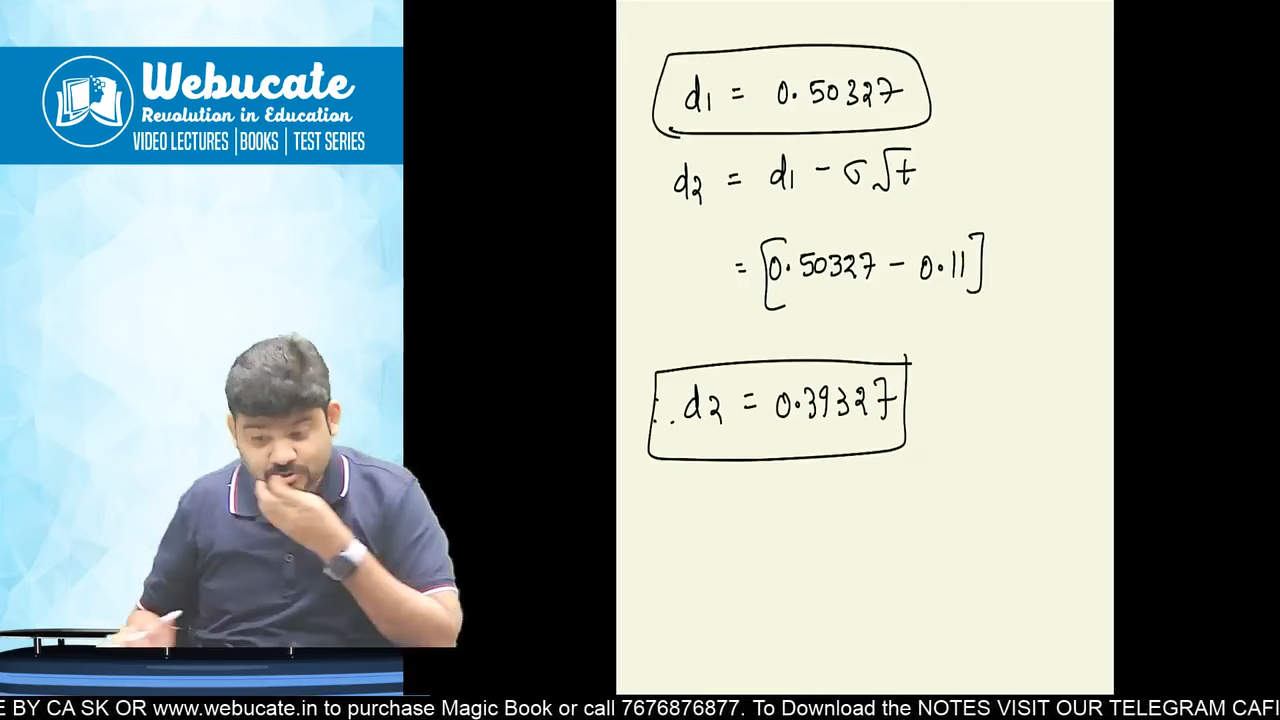 Webucate
Revolution in Education
VIDEO LECTURES | BOOKS | TEST SERIES
d1 = 0.50327
d2 = d1 - σ√t
= [0.50327 - 0.11]
∴ d2 = 0.39327
E BY CA SK OR www.webucate.in to purchase Magic Book or call 7676876877. To Download the NOTES VISIT OUR TELEGRAM CAFI